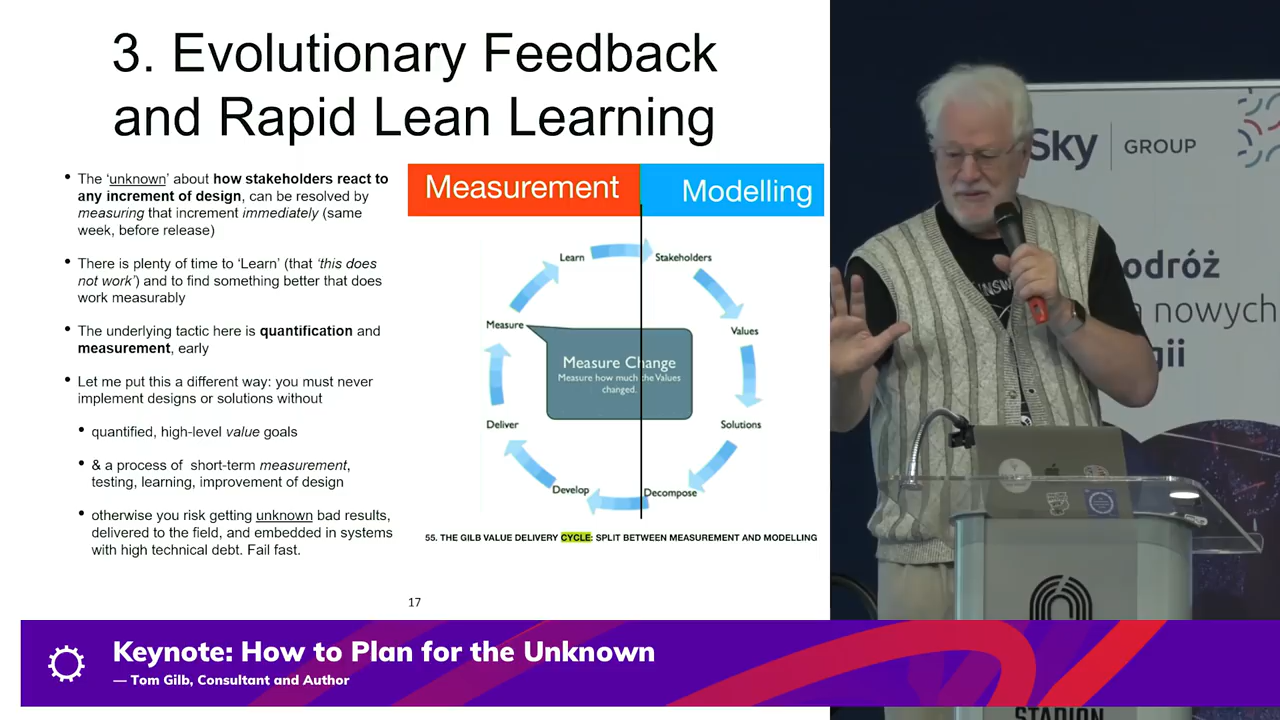 3. Evolutionary Feedback
and Rapid Lean Learning
• The ‘unknown’ about how stakeholders react to
any increment of design, can be resolved by
measuring that increment immediately (same
week, before release)
• There is plenty of time to ‘Learn’ (that ‘this does
not work’) and to find something better that does
work measurably
• The underlying tactic here is quantification and
measurement, early
• Let me put this a different way: you must never
implement designs or solutions without
• quantified, high-level value goals
• & a process of short-term measurement,
testing, learning, improvement of design
• otherwise you risk getting unknown bad results,
delivered to the field, and embedded in systems
with high technical debt. Fail fast.
Measurement
Modelling
Learn
Stakeholders
Measure
Values
Measure Change
Measure how much the Values
changed.
Deliver
Solutions
Develop
Decompose
55. THE GILB VALUE DELIVERY CYCLE: SPLIT BETWEEN MEASUREMENT AND MODELLING
17
Sky GROUP
odróż
a nowych
gii
STADION
Keynote: How to Plan for the Unknown
— Tom Gilb, Consultant and Author